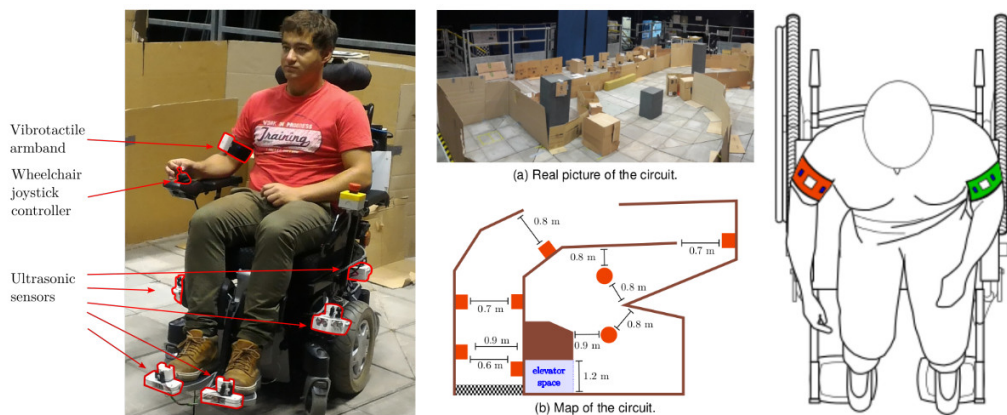 Vibrotactile
armband
Wheelchair
joystick
controller
Ultrasonic
sensors
Training
(a) Real picture of the circuit.
0.8 m
0.8 m
0.7 m
0.8 m
0.7 m
0.8 m
0.9 m
0.9 m
0.6 m
elevator
space
1.2 m
(b) Map of the circuit.